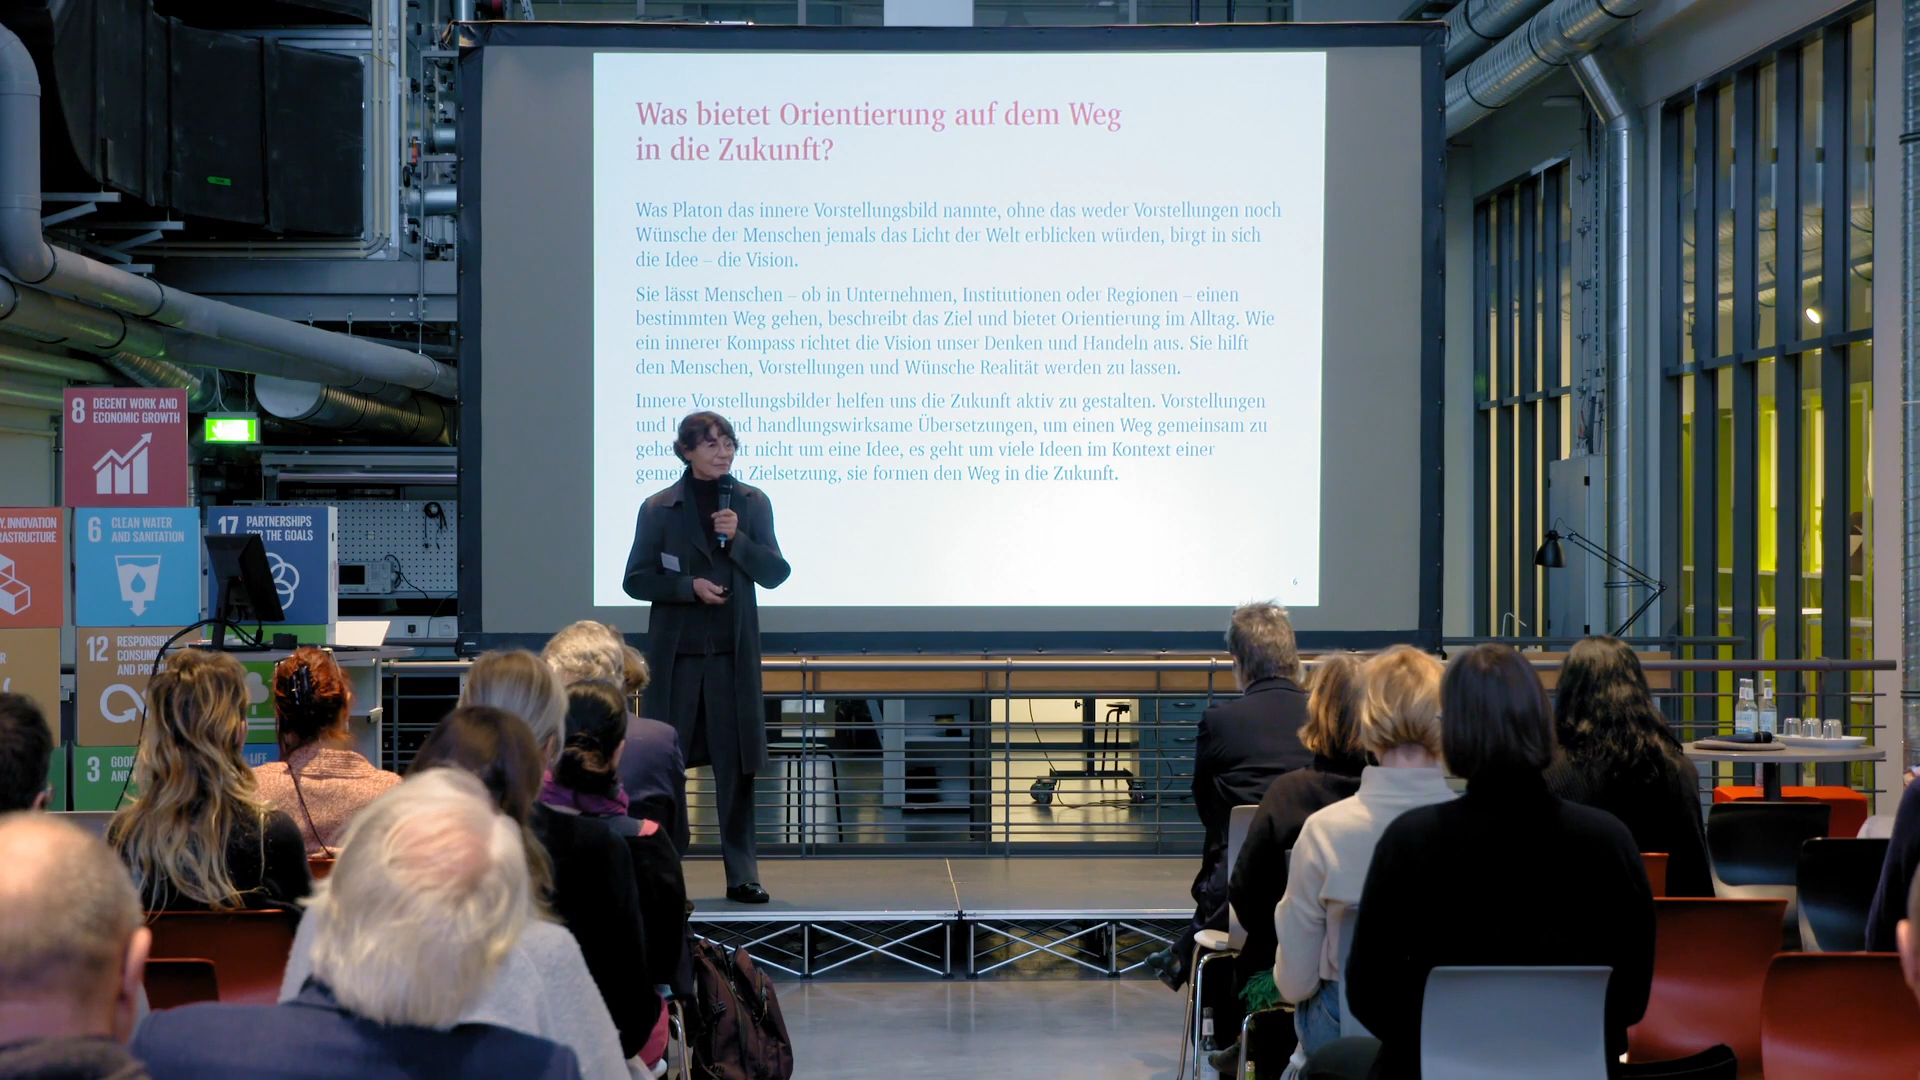 Was bietet Orientierung auf dem Weg
in die Zukunft?
Was Platon das innere Vorstellungsbild nannte, ohne das weder Vorstellungen noch
Wünsche der Menschen jemals das Licht der Welt erblicken würden, birgt in sich
die Idee – die Vision.
Sie lässt Menschen – ob in Unternehmen, Institutionen oder Regionen – einen
bestimmten Weg gehen, beschreibt das Ziel und bietet Orientierung im Alltag. Wie
ein innerer Kompass richtet die Vision unser Denken und Handeln aus. Sie hilft
den Menschen, Vorstellungen und Wünsche Realität werden zu lassen.
Innere Vorstellungsbilder helfen uns die Zukunft aktiv zu gestalten. Vorstellungen
und handlungswirksame Übersetzungen, um einen Weg gemeinsam zu
nicht um eine Idee, es geht um viele Ideen im Kontext einer
Zielsetzung, sie formen den Weg in die Zukunft.
6
8 DECENT WORK AND
ECONOMIC GROWTH
INNOVATION
6 CLEAN WATER
AND SANITATION
17 PARTNERSHIPS
FOR THE GOALS
12
3
AND
LIFE